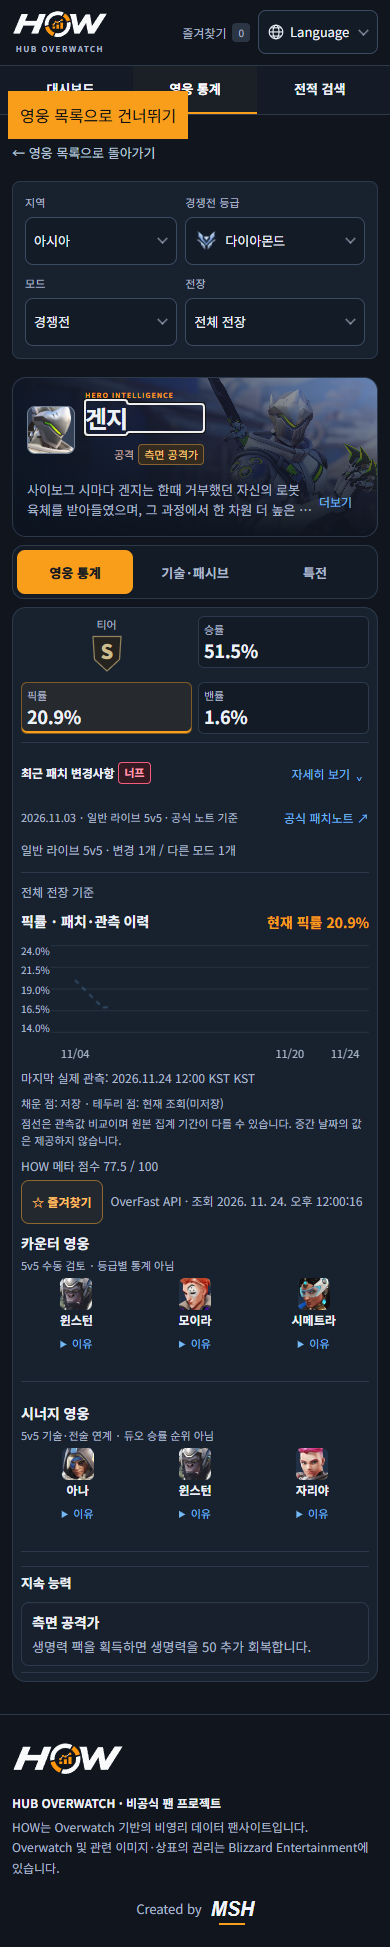 HOW
HUB OVERWATCH
즐겨찾기 0
Language
영웅 통계
전적 검색
영웅 목록으로 건너뛰기
← 영웅 목록으로 돌아가기
지역
경쟁전 등급
아시아
다이아몬드
모드
전장
경쟁전
전체 전장
HERO INTELLIGENCE
겐지
공격 측면 공격가
사이보그 시마다 겐지는 한때 거부했던 자신의 로봇
육체를 받아들였으며, 그 과정에서 한 차원 더 높은 …
더보기
영웅 통계
기술·패시브
특전
티어
S
승률
51.5%
픽률
20.9%
밴률
1.6%
최근 패치 변경사항 너프
자세히 보기 ⌄
2026.11.03 · 일반 라이브 5v5 · 공식 노트 기준
공식 패치노트 ↗
일반 라이브 5v5 · 변경 1개 / 다른 모드 1개
전체 전장 기준
픽률 · 패치·관측 이력
현재 픽률 20.9%
24.0%
21.5%
19.0%
16.5%
14.0%
11/04
11/20
11/24
마지막 실제 관측: 2026.11.24 12:00 KST KST
채운 점: 저장 · 테두리 점: 현재 조회(미저장)
점선은 관측값 비교이며 원본 집계 기간이 다를 수 있습니다. 중간 날짜의 값
은 제공하지 않습니다.
HOW 메타 점수 77.5 / 100
☆ 즐겨찾기
OverFast API · 조회 2026. 11. 24. 오후 12:00:16
카운터 영웅
5v5 수동 검토 · 등급별 통계 아님
윈스턴
모이라
시메트라
▶ 이유
▶ 이유
▶ 이유
시너지 영웅
5v5 기술·전술 연계 · 듀오 승률 순위 아님
아나
윈스턴
자리야
▶ 이유
▶ 이유
▶ 이유
지속 능력
측면 공격가
생명력 팩을 획득하면 생명력을 50 추가 회복합니다.
HOW
HUB OVERWATCH · 비공식 팬 프로젝트
HOW는 Overwatch 기반의 비영리 데이터 팬사이트입니다.
Overwatch 및 관련 이미지·상표의 권리는 Blizzard Entertainment에
있습니다.
Created by MSH